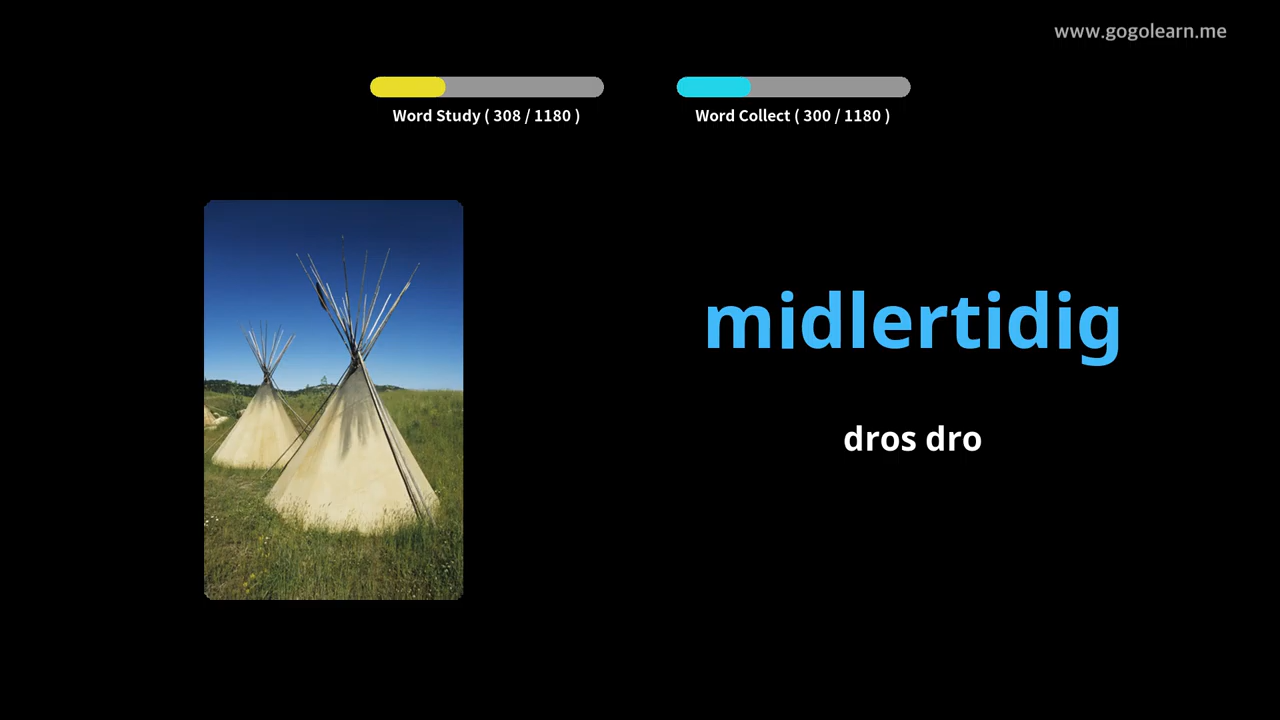 www.gogolearn.me
Word Study ( 308 / 1180 )
Word Collect ( 300 / 1180 )
midlertidig
dros dro